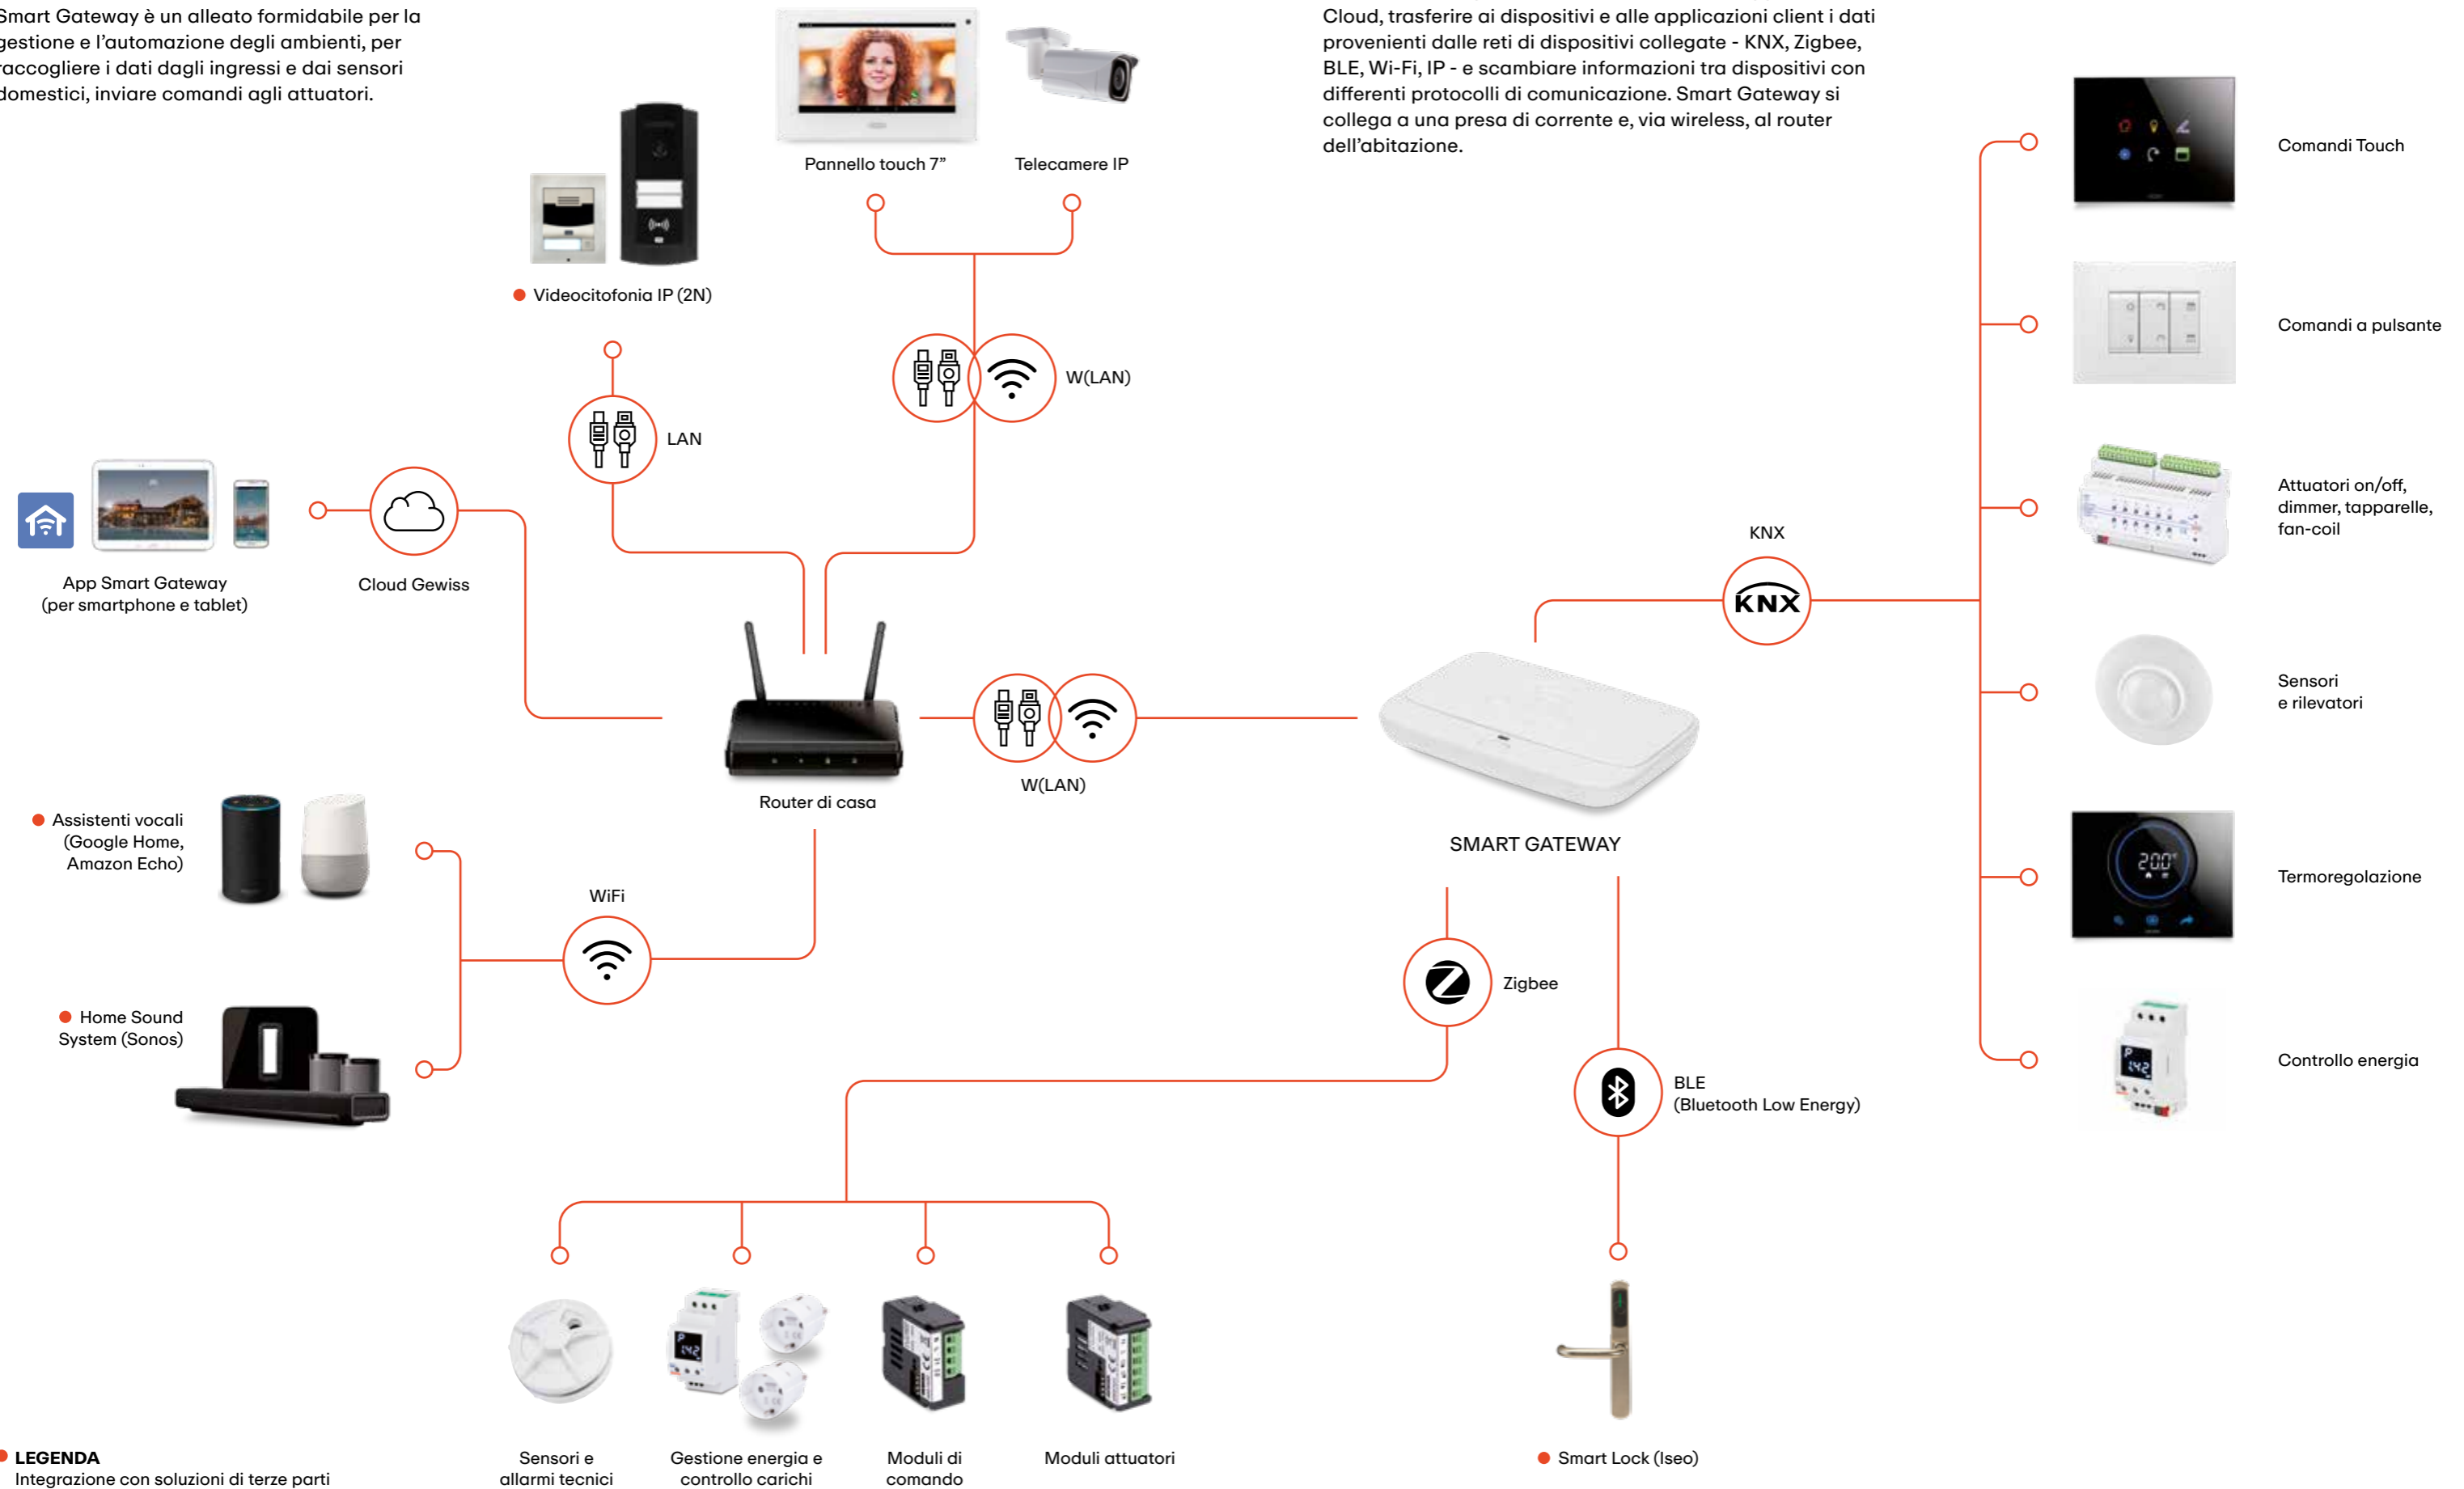 Smart Gateway è un alleato formidabile per la
gestione e l'automazione degli ambienti, per
raccogliere i dati dagli ingressi e dai sensori
domestici, inviare comandi agli attuatori.
Cloud, trasferire ai dispositivi e alle applicazioni client i dati
provenienti dalle reti di dispositivi collegate - KNX, Zigbee,
BLE, Wi-Fi, IP - e scambiare informazioni tra dispositivi con
differenti protocolli di comunicazione. Smart Gateway si
collega a una presa di corrente e, via wireless, al router
dell'abitazione.
Pannello touch 7”
Telecamere IP
Videocitofonia IP (2N)
W(LAN)
LAN
App Smart Gateway
(per smartphone e tablet)
Cloud Gewiss
Router di casa
W(LAN)
SMART GATEWAY
KNX
KNX
Comandi Touch
Comandi a pulsante
Attuatori on/off,
dimmer, tapparelle,
fan-coil
Sensori
e rilevatori
20.0°
Termoregolazione
1.42
Controllo energia
Assistenti vocali
(Google Home,
Amazon Echo)
WiFi
Home Sound
System (Sonos)
Zigbee
BLE
(Bluetooth Low Energy)
1.42
Sensori e
allarmi tecnici
Gestione energia e
controllo carichi
Moduli di
comando
Moduli attuatori
Smart Lock (Iseo)
LEGENDA
Integrazione con soluzioni di terze parti